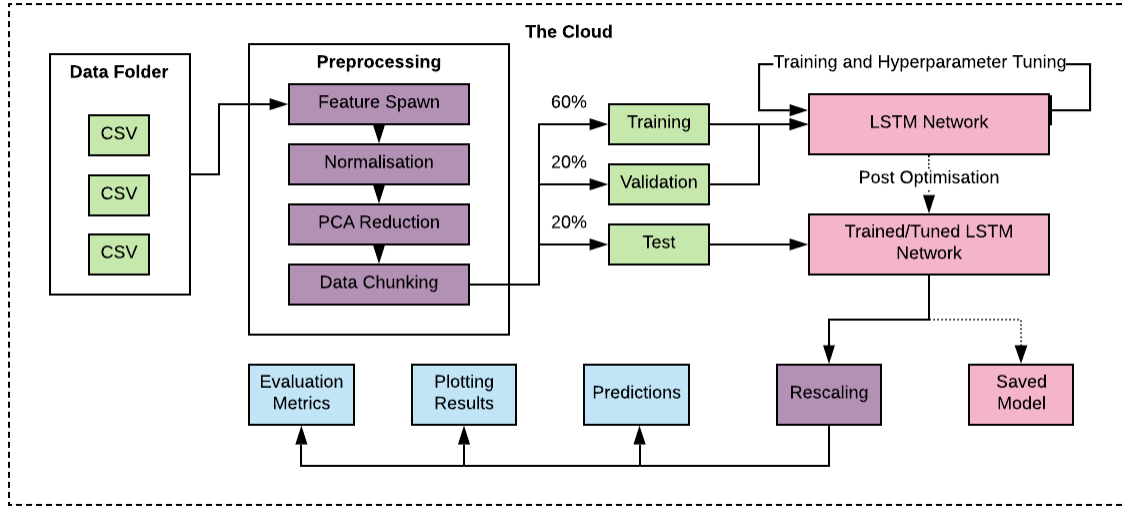 The Cloud
Data Folder
CSV
CSV
CSV
Preprocessing
Feature Spawn
Normalisation
PCA Reduction
Data Chunking
60%
20%
20%
Training
Validation
Test
Training and Hyperparameter Tuning
LSTM Network
Post Optimisation
Trained/Tuned LSTM
Network
Evaluation
Metrics
Plotting
Results
Predictions
Rescaling
Saved
Model